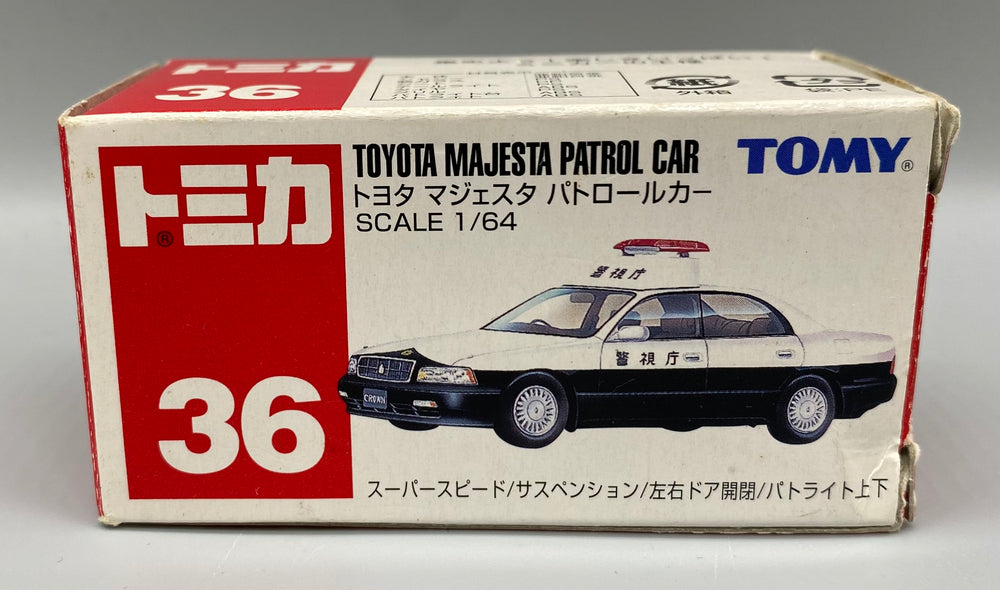 トミカ
36
紙
外箱
トミカ®
TOYOTA MAJESTA PATROL CAR
トヨタ マジェスタ パトロールカー
SCALE 1/64
TOMY®
警視庁
警視庁
CROWN
36
スーパースピード/サスペンション/左右ドア開閉/パトライト上下